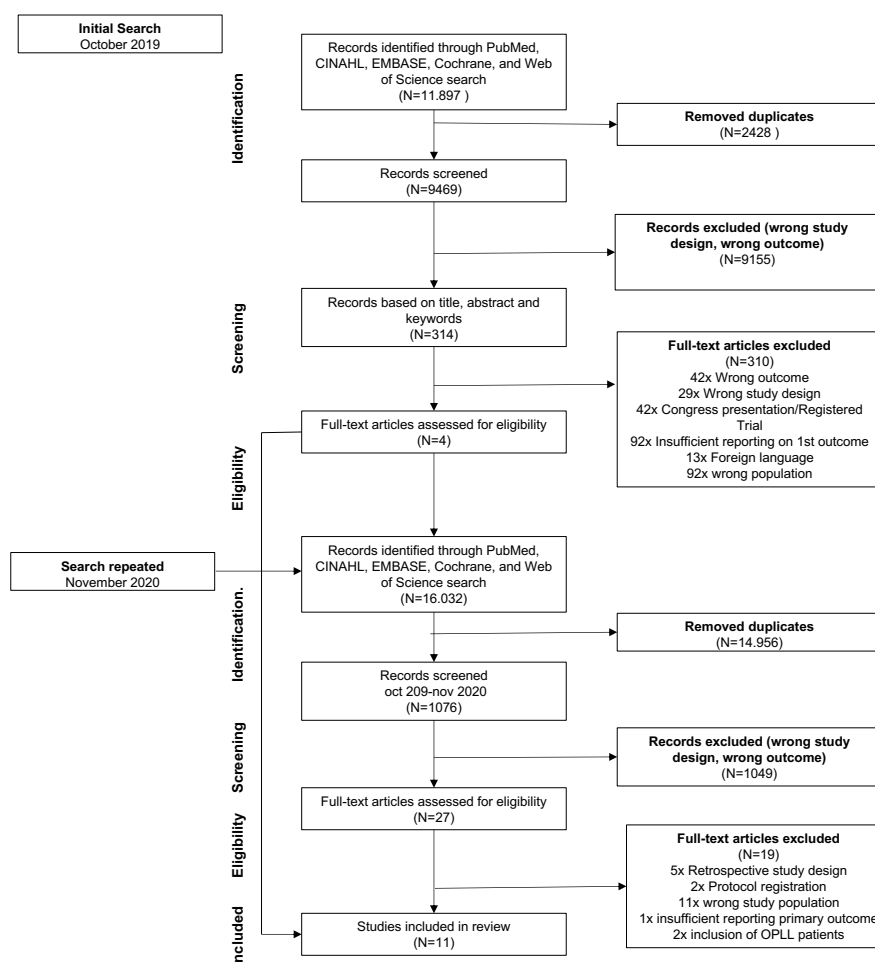 Initial Search
October 2019
Records identified through PubMed,
CINAHL, EMBASE, Cochrane, and Web
of Science search
(N=11.897 )
Identification
Removed duplicates
(N=2428 )
Records screened
(N=9469)
Records excluded (wrong study
design, wrong outcome)
(N=9155)
Screening
Records based on title, abstract and
keywords
(N=314)
Full-text articles excluded
(N=310)
42x Wrong outcome
29x Wrong study design
42x Congress presentation/Registered
Trial
92x Insufficient reporting on 1st outcome
13x Foreign language
92x wrong population
Eligibility
Full-text articles assessed for eligibility
(N=4)
Search repeated
November 2020
Records identified through PubMed,
CINAHL, EMBASE, Cochrane, and Web
of Science search
(N=16.032)
Identification.
Removed duplicates
(N=14.956)
Records screened
oct 209-nov 2020
(N=1076)
Screening
Records excluded (wrong study
design, wrong outcome)
(N=1049)
Full-text articles assessed for eligibility
(N=27)
Eligibility
Full-text articles excluded
(N=19)
5x Retrospective study design
2x Protocol registration
11x wrong study population
1x insufficient reporting primary outcome
2x inclusion of OPLL patients
Included
Studies included in review
(N=11)